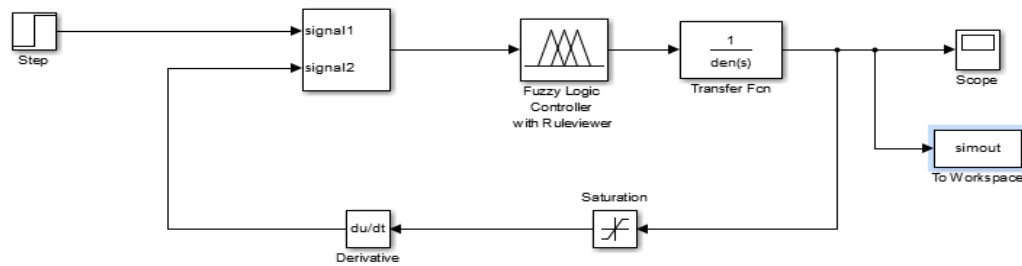 Step
signal1
signal2
Fuzzy Logic
Controller
with Ruleviewer
1
den(s)
Transfer Fcn
Scope
simout
To Workspace
Saturation
du/dt
Derivative